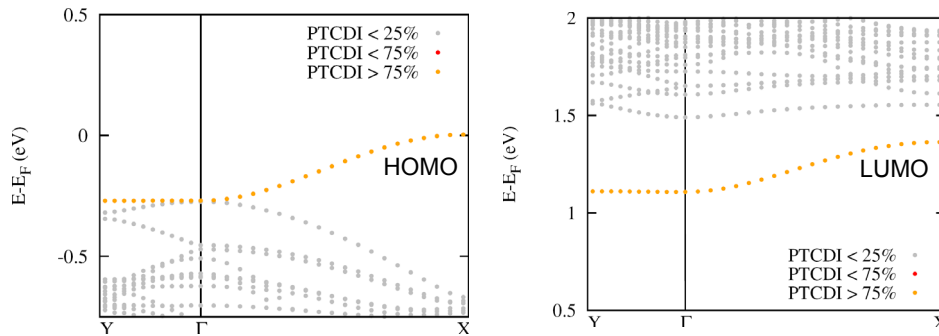 0.5
PTCDI < 25%
PTCDI < 75%
PTCDI > 75%
0
HOMO
E-E_F (eV)
-0.5
Y
Γ
X
2
1.5
LUMO
E-E_F (eV)
1
PTCDI < 25%
PTCDI < 75%
PTCDI > 75%
0.5
Y
Γ
X